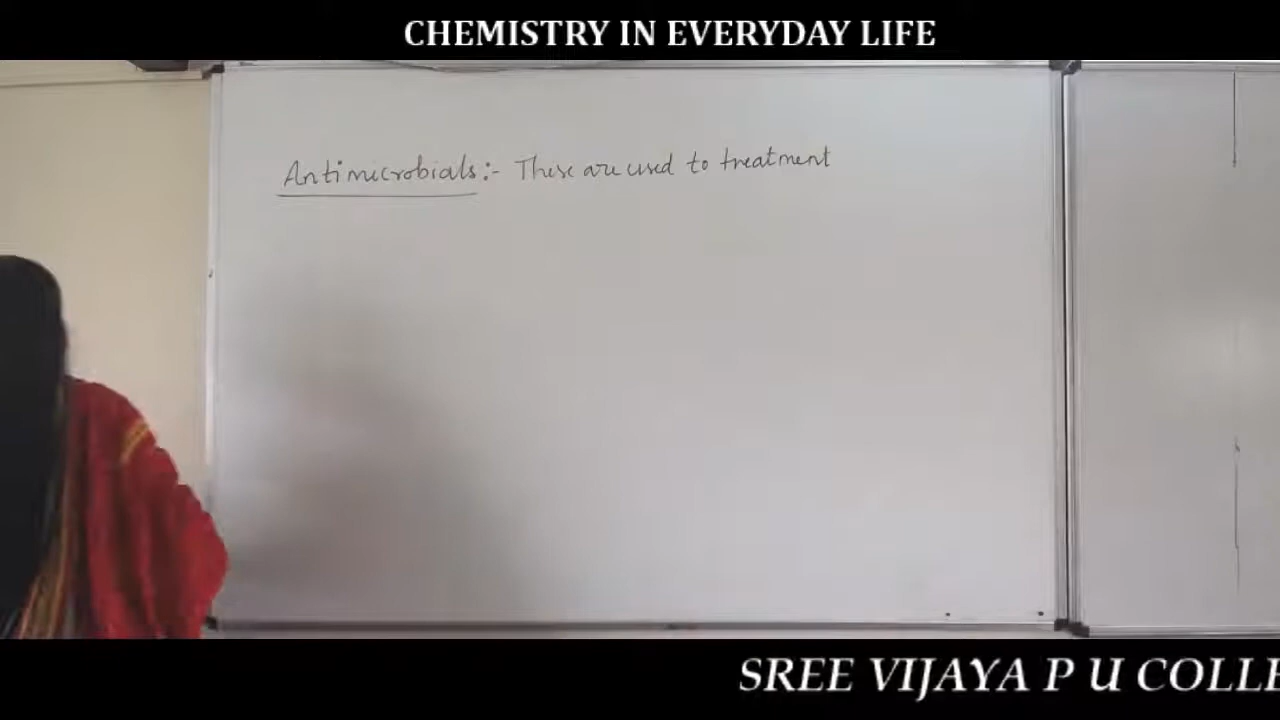 CHEMISTRY IN EVERYDAY LIFE
Antimicrobials :- These are used to treatment
SREE VIJAYA P U COLLE